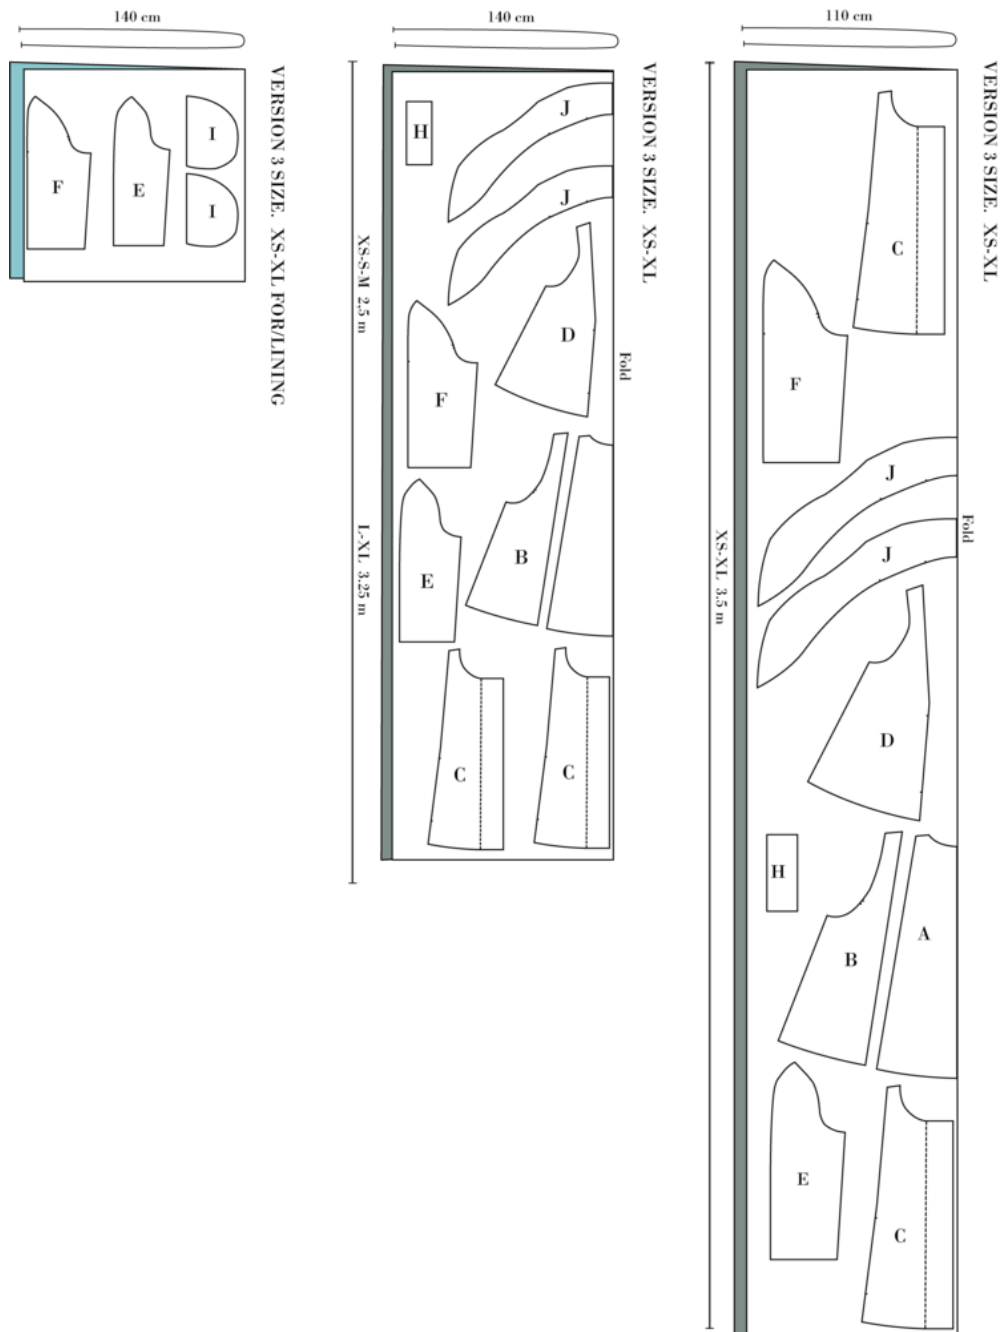 140 cm
F
E
I
I
VERSION 3 SIZE.  XS-XL FOR/LINING
140 cm
XS-S-M  2,5 m
L-XL  3.25 m
H
J
J
D
F
B
E
C
C
Fold
VERSION 3 SIZE.  XS-XL
110 cm
XS-XL  3.5 m
C
F
J
J
D
H
B
A
E
C
Fold
VERSION 3 SIZE.  XS-XL